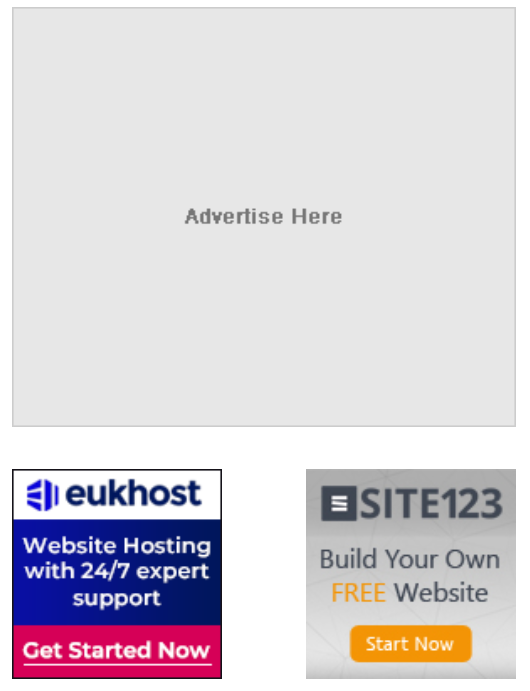 Advertise Here
eukhost
Website Hosting
with 24/7 expert
support
Get Started Now
SITE123
Build Your Own
FREE Website
Start Now